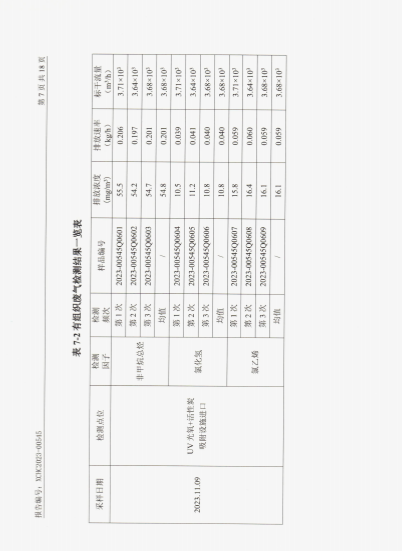 报告编号：XCHC2023-00545 第 7 页 共 18 页
表 7-2 有组织废气检测结果一览表
采样日期 检测点位 检测因子 检测频次 样品编号 排放浓度（mg/m³） 排放速率（kg/h） 标干流量（m³/h）
2023.11.09 UV 光氧+活性炭吸附设施进口 非甲烷总烃 第 1 次 2023-00545Q0601 55.5 0.206 3.71×10³
第 2 次 2023-00545Q0602 54.2 0.197 3.64×10³
第 3 次 2023-00545Q0603 54.7 0.201 3.68×10³
均值 / 54.8 0.201 3.68×10³
氯化氢 第 1 次 2023-00545Q0604 10.5 0.039 3.71×10³
第 2 次 2023-00545Q0605 11.2 0.041 3.64×10³
第 3 次 2023-00545Q0606 10.8 0.040 3.68×10³
均值 / 10.8 0.040 3.68×10³
氯乙烯 第 1 次 2023-00545Q0607 15.8 0.059 3.71×10³
第 2 次 2023-00545Q0608 16.4 0.060 3.64×10³
第 3 次 2023-00545Q0609 16.1 0.059 3.68×10³
均值 / 16.1 0.059 3.68×10³